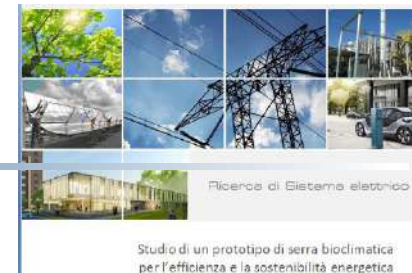 Ricerca di Sistema elettrico
Studio di un prototipo di serra bioclimatica
per l'efficienza e la sostenibilità energetica